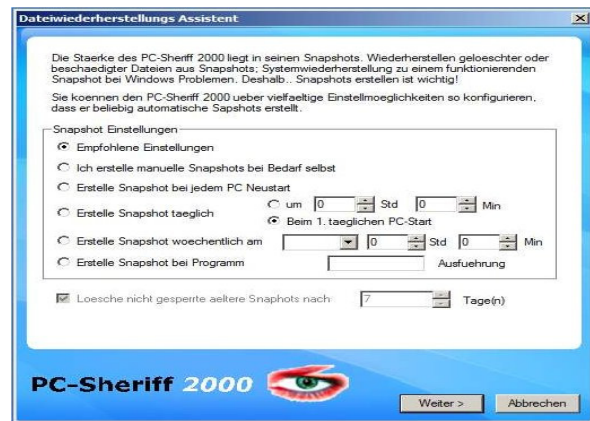 Dateiwiederherstellungs Assistent
Die Staerke des PC-Sheriff 2000 liegt in seinen Snapshots. Wiederherstellen geloeschter oder
beschaedigter Dateien aus Snapshots; Systemwiederherstellung zu einem funktionierenden
Snapshot bei Windows Problemen. Deshalb.. Snapshots erstellen ist wichtig!
Sie koennen den PC-Sheriff 2000 ueber vielfaeltige Einstellmoeglichkeiten so konfigurieren,
dass er beliebig automatische Sapshots erstellt.
Snapshot Einstellungen
Empfohlene Einstellungen
Ich erstelle manuelle Snapshots bei Bedarf selbst
Erstelle Snapshot bei jedem PC Neustart
Erstelle Snapshot taeglich
um 0 Std 0 Min
Beim 1. taeglichen PC-Start
Erstelle Snapshot woechentlich am 0 Std 0 Min
Erstelle Snapshot bei Programm Ausfuehrung
Loesche nicht gesperrte aeltere Snaphots nach 7 Tage(n)
PC-Sheriff 2000
Weiter > Abbrechen